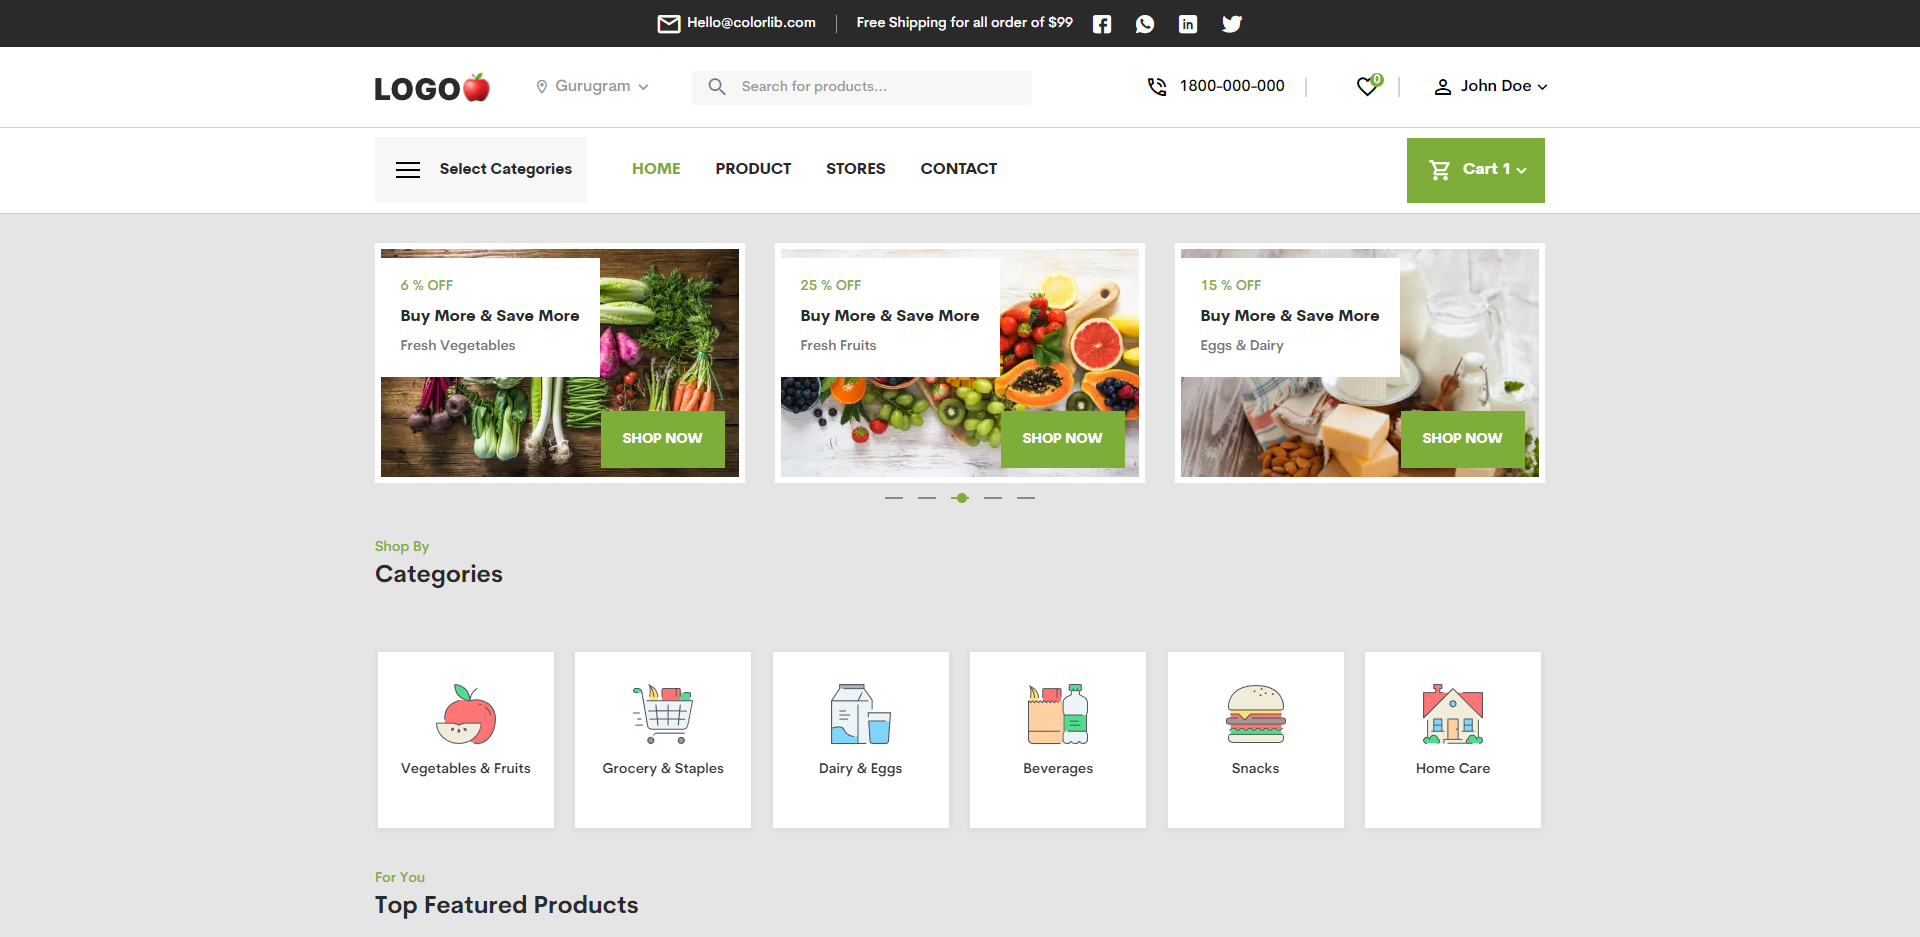 Hello@colorlib.com
Free Shipping for all order of $99
LOGO
Gurugram
Search for products...
1800-000-000
0
John Doe
Select Categories
HOME
PRODUCT
STORES
CONTACT
Cart 1
6 % OFF
Buy More & Save More
Fresh Vegetables
SHOP NOW
25 % OFF
Buy More & Save More
Fresh Fruits
SHOP NOW
15 % OFF
Buy More & Save More
Eggs & Dairy
SHOP NOW
Shop By
Categories
Vegetables & Fruits
Grocery & Staples
Dairy & Eggs
Beverages
Snacks
Home Care
For You
Top Featured Products